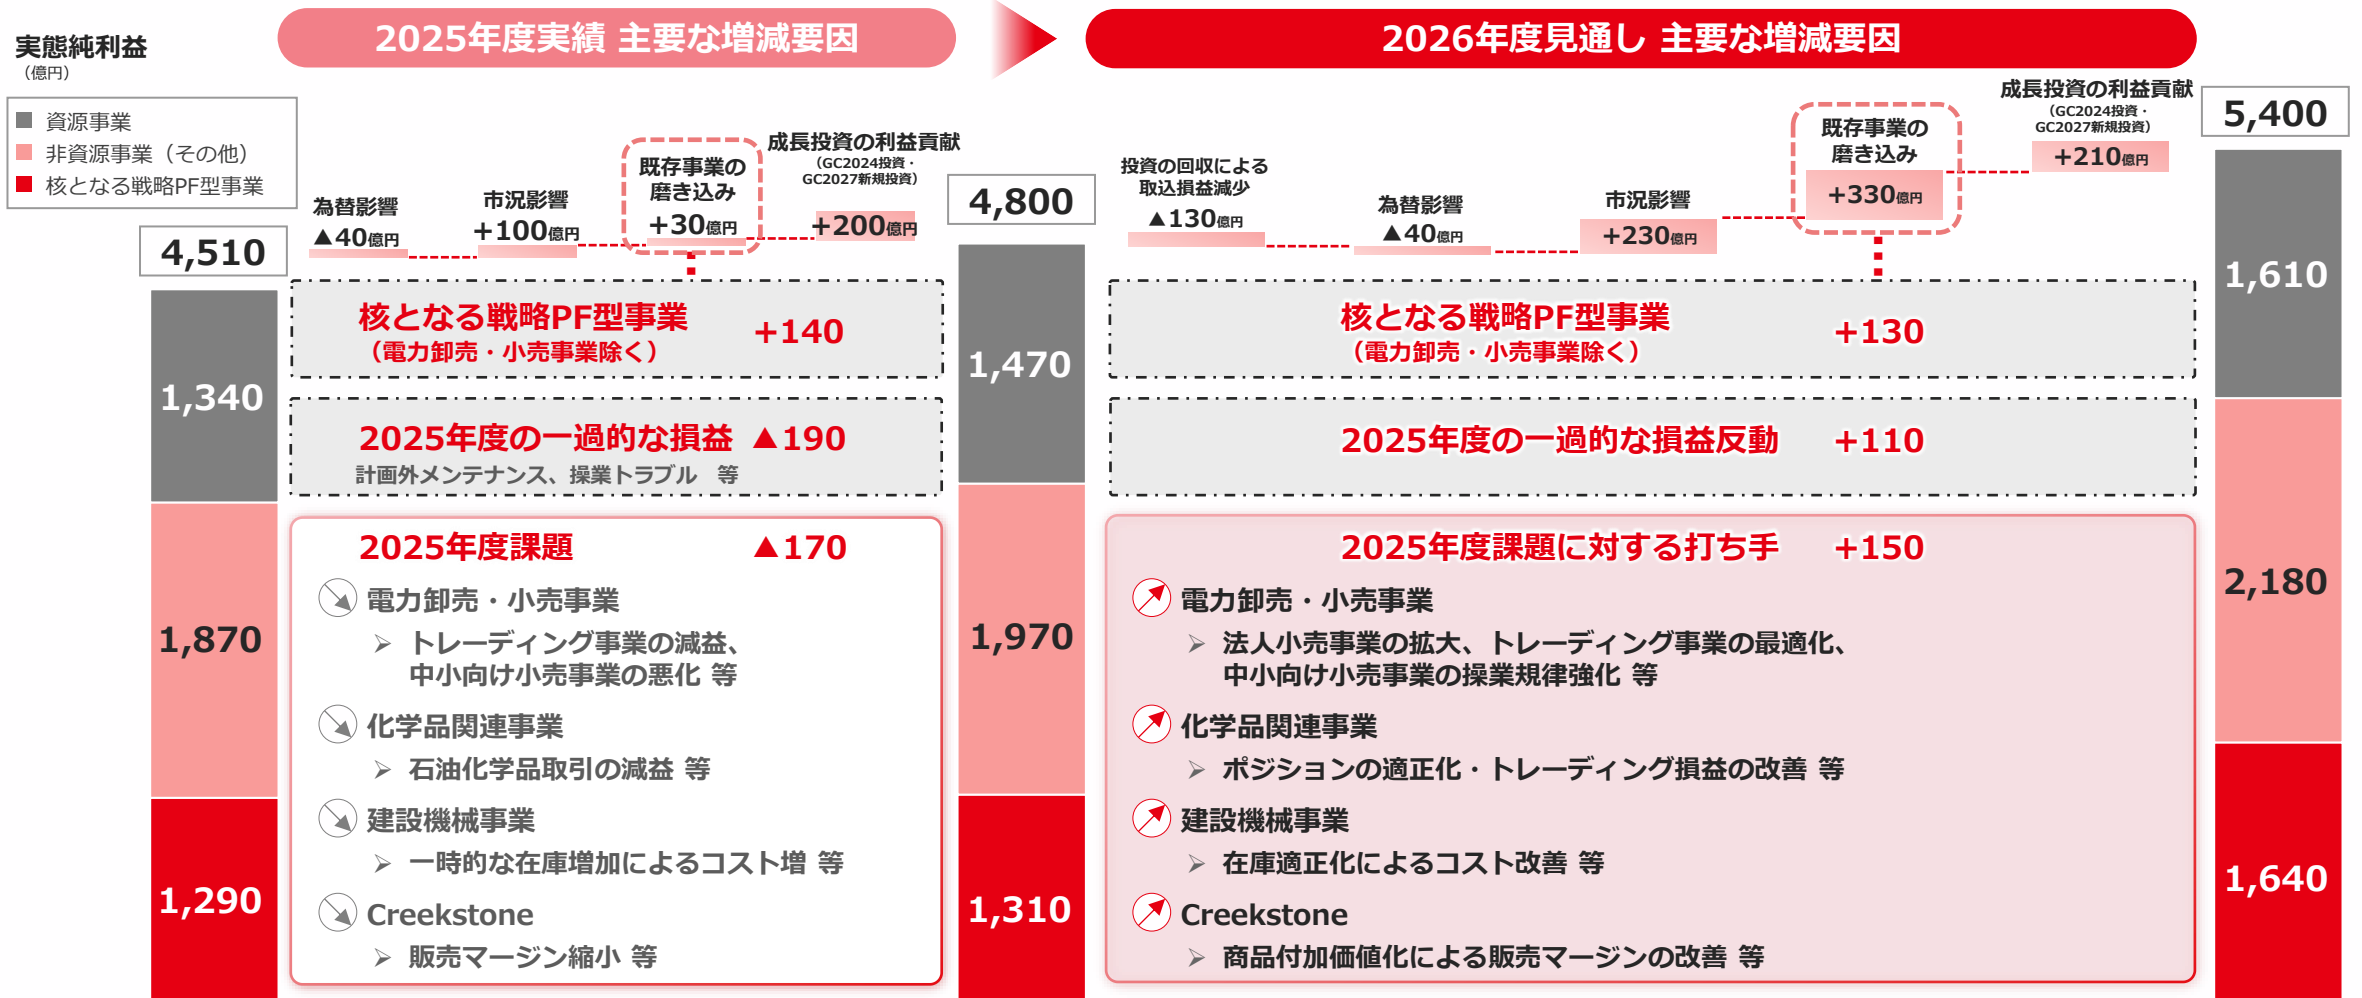 実態純利益
（億円）
資源事業
非資源事業（その他）
核となる戦略PF型事業
2025年度実績 主要な増減要因
2026年度見通し 主要な増減要因
4,510
1,340
1,870
1,290
為替影響
▲40億円
市況影響
+100億円
既存事業の
磨き込み
+30億円
成長投資の利益貢献
（GC2024投資・
GC2027新規投資）
+200億円
核となる戦略PF型事業
（電力卸売・小売事業除く）
+140
2025年度の一過的な損益 ▲190
計画外メンテナンス、操業トラブル 等
2025年度課題 ▲170
電力卸売・小売事業
➢ トレーディング事業の減益、
中小向け小売事業の悪化 等
化学品関連事業
➢ 石油化学品取引の減益 等
建設機械事業
➢ 一時的な在庫増加によるコスト増 等
Creekstone
➢ 販売マージン縮小 等
4,800
1,470
1,970
1,310
投資の回収による
取込損益減少
▲130億円
為替影響
▲40億円
市況影響
+230億円
既存事業の
磨き込み
+330億円
成長投資の利益貢献
（GC2024投資・
GC2027新規投資）
+210億円
核となる戦略PF型事業
（電力卸売・小売事業除く）
+130
2025年度の一過的な損益反動 +110
2025年度課題に対する打ち手 +150
電力卸売・小売事業
➢ 法人小売事業の拡大、トレーディング事業の最適化、
中小向け小売事業の操業規律強化 等
化学品関連事業
➢ ポジションの適正化・トレーディング損益の改善 等
建設機械事業
➢ 在庫適正化によるコスト改善 等
Creekstone
➢ 商品付加価値化による販売マージンの改善 等
5,400
1,610
2,180
1,640